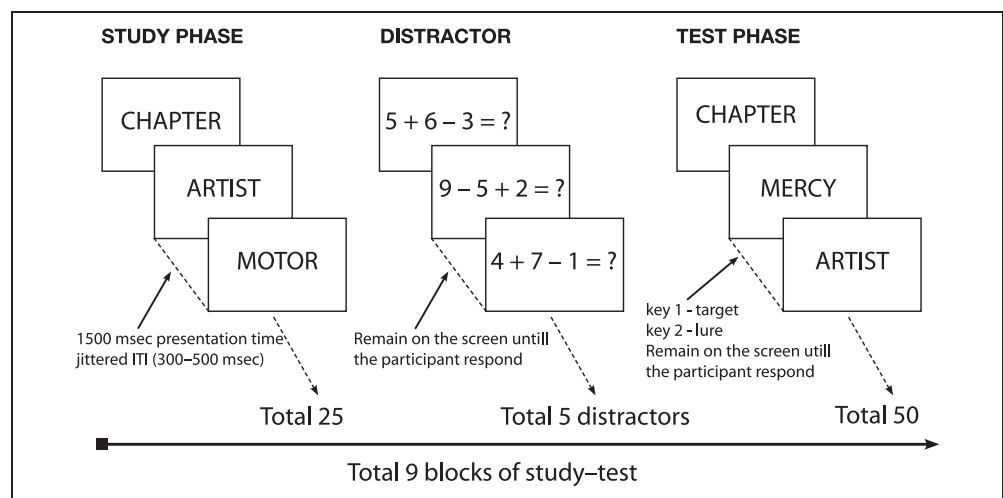 STUDY PHASE
CHAPTER
ARTIST
MOTOR
1500 msec presentation time
jittered ITI (300–500 msec)
Total 25
DISTRACTOR
5 + 6 – 3 = ?
9 – 5 + 2 = ?
4 + 7 – 1 = ?
Remain on the screen untill
the participant respond
Total 5 distractors
TEST PHASE
CHAPTER
MERCY
ARTIST
key 1 - target
key 2 - lure
Remain on the screen utill
the participant respond
Total 50
Total 9 blocks of study–test